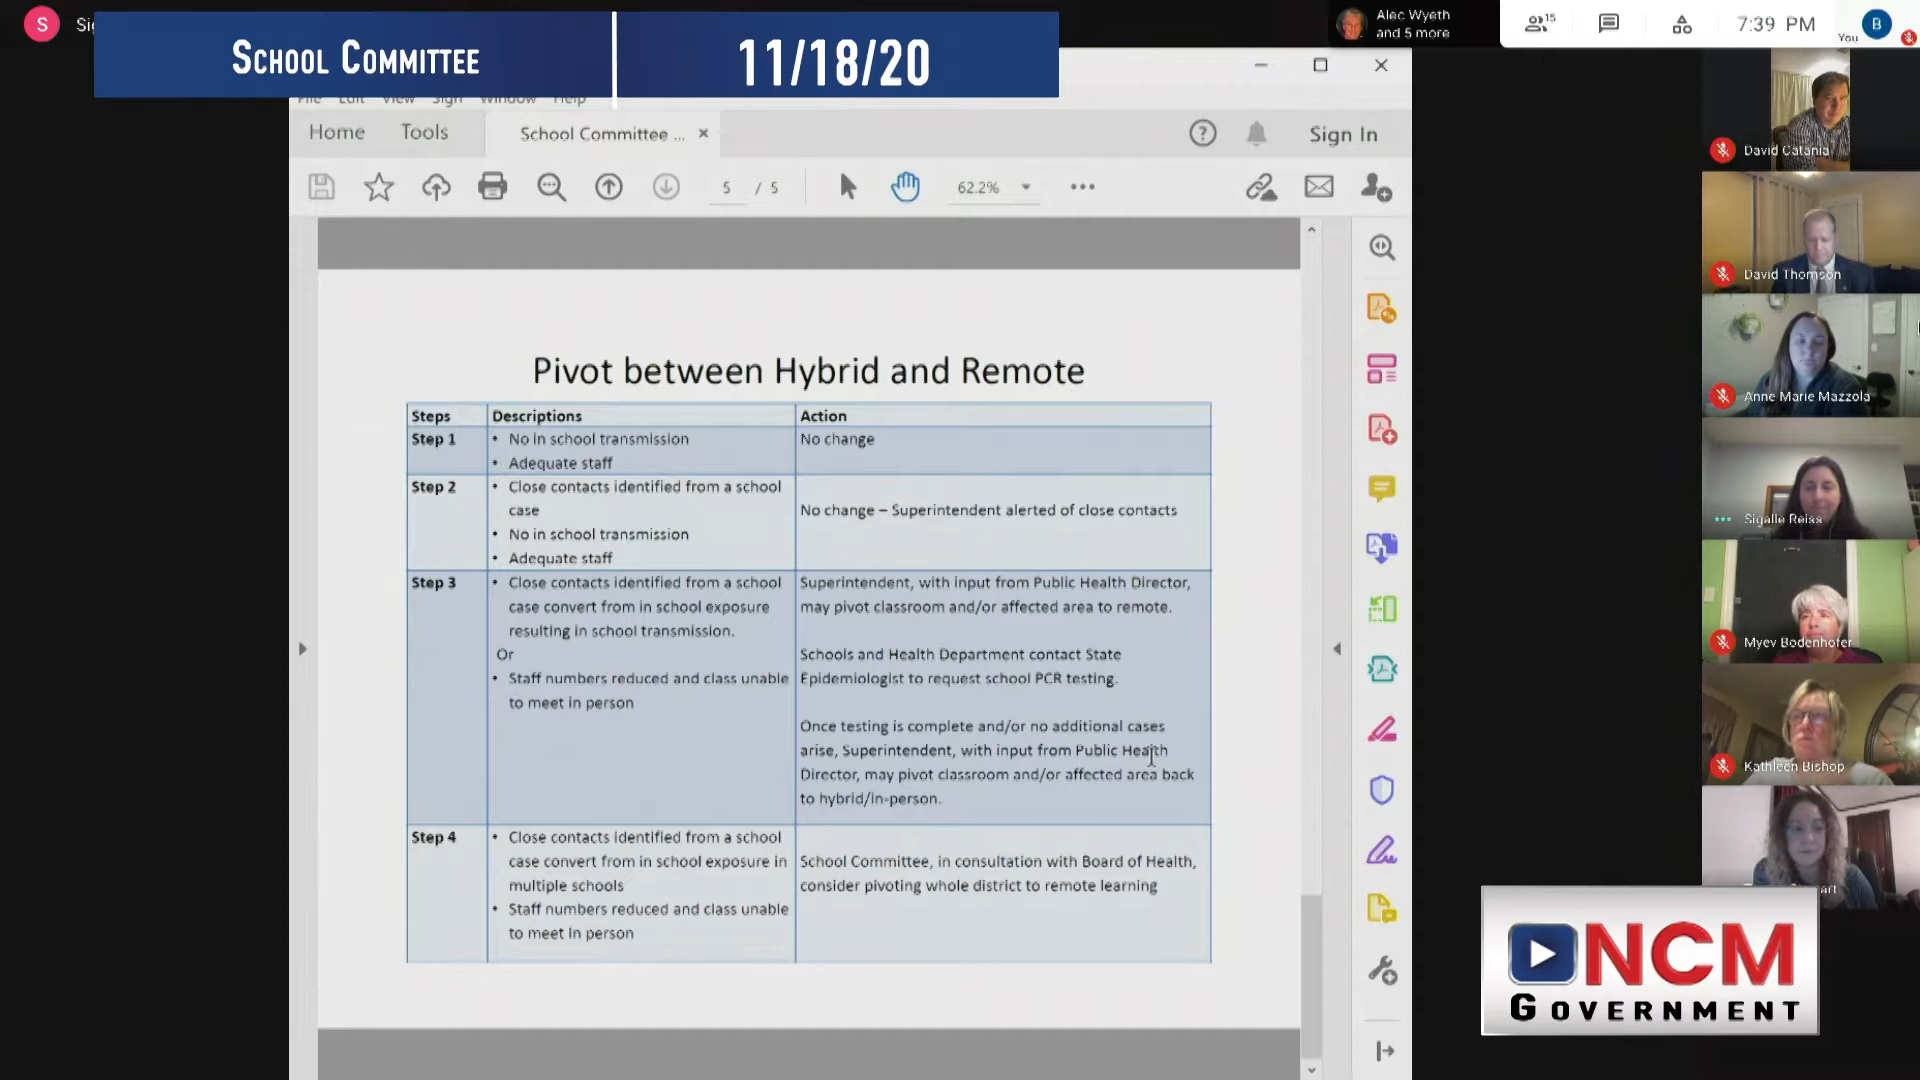 S
SCHOOL COMMITTEE
11/18/20
Alec Wyeth
and 5 more
15
7:39 PM
You
B
File Edit View Sign Window Help
Home
Tools
School Committee ...
Sign In
5 / 5
62.2%
Pivot between Hybrid and Remote
Steps
Descriptions
Action
Step 1
• No in school transmission
• Adequate staff
No change
Step 2
• Close contacts identified from a school
case
• No in school transmission
• Adequate staff
No change – Superintendent alerted of close contacts
Step 3
• Close contacts identified from a school
case convert from in school exposure
resulting in school transmission.
Or
• Staff numbers reduced and class unable
to meet in person
Superintendent, with input from Public Health Director,
may pivot classroom and/or affected area to remote.
Schools and Health Department contact State
Epidemiologist to request school PCR testing.
Once testing is complete and/or no additional cases
arise, Superintendent, with input from Public Health
Director, may pivot classroom and/or affected area back
to hybrid/in-person.
Step 4
• Close contacts identified from a school
case convert from in school exposure in
multiple schools
• Staff numbers reduced and class unable
to meet in person
School Committee, in consultation with Board of Health,
consider pivoting whole district to remote learning
David Catania
David Thomson
Anne Marie Mazzola
Sigalle Reiss
Myev Bodenhofer
Kathleen Bishop
NCM
GOVERNMENT